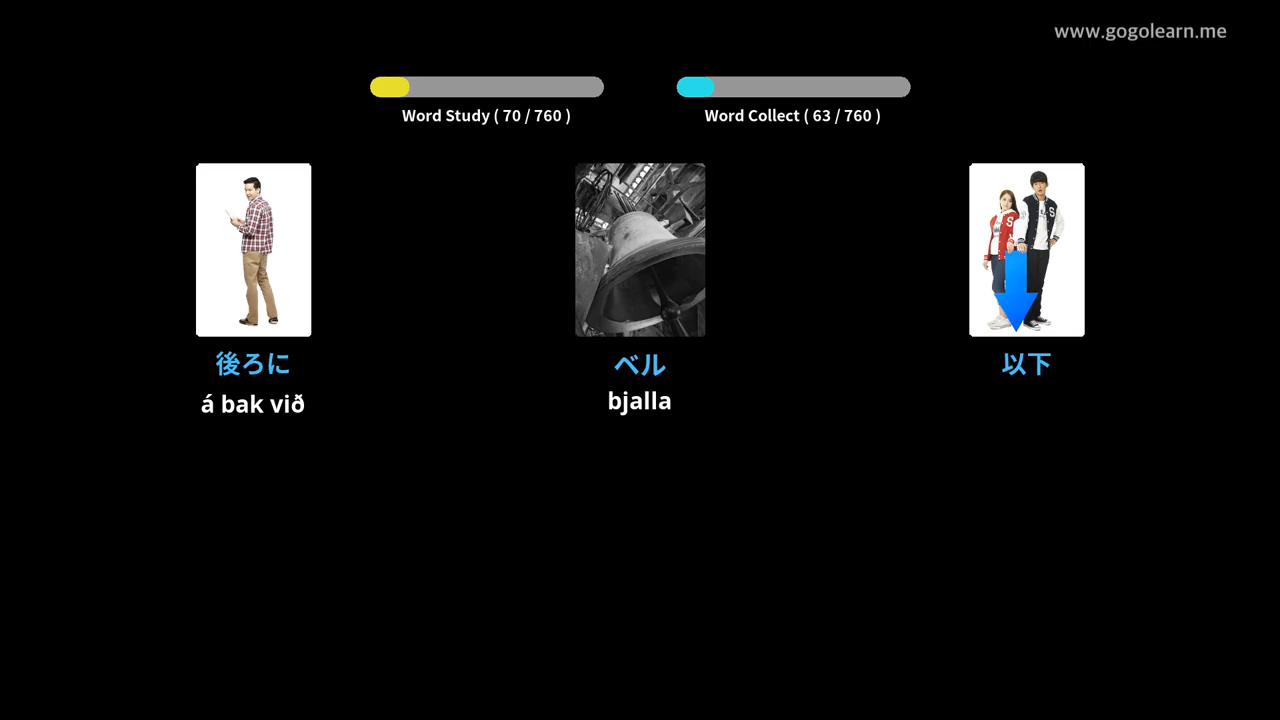 www.gogolearn.me
Word Study ( 70 / 760 )
Word Collect ( 63 / 760 )
S
S
後ろに
ベル
以下
á bak við
bjalla